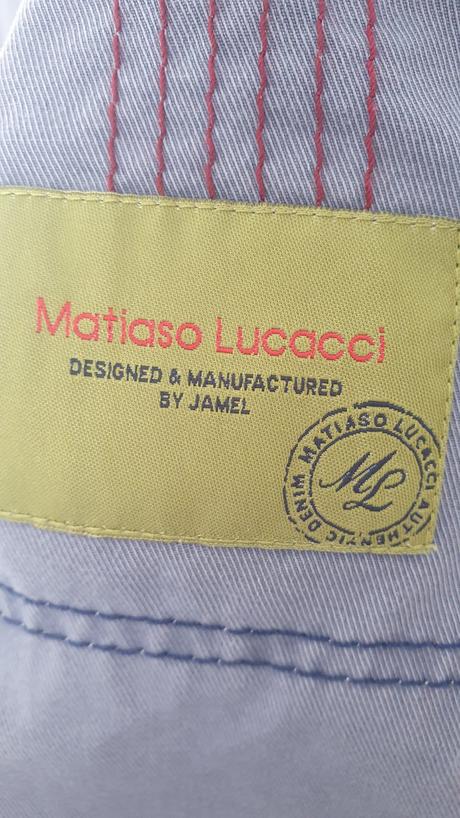 Matiaso Lucacci
DESIGNED & MANUFACTURED
BY JAMEL
MATIASO LUCACCI AUTHENTIC DENIM
ML